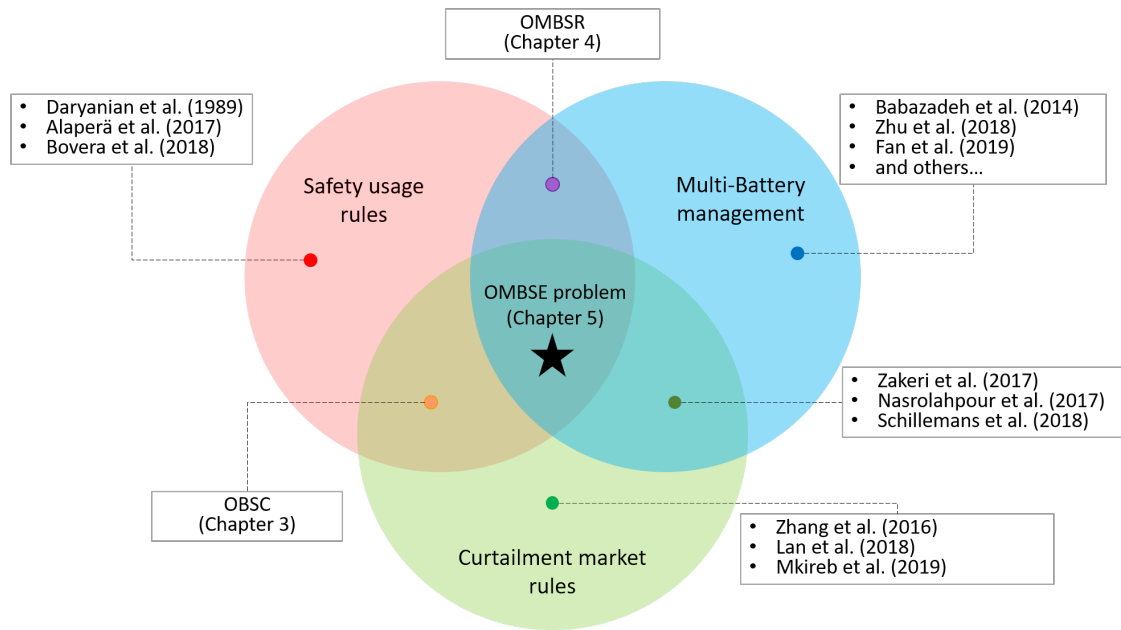 OMBSR
(Chapter 4)
• Daryanian et al. (1989)
• Alaperä et al. (2017)
• Bovera et al. (2018)
• Babazadeh et al. (2014)
• Zhu et al. (2018)
• Fan et al. (2019)
• and others…
Safety usage
rules
Multi-Battery
management
OMBSE problem
(Chapter 5)
• Zakeri et al. (2017)
• Nasrolahpour et al. (2017)
• Schillemans et al. (2018)
OBSC
(Chapter 3)
Curtailment market
rules
• Zhang et al. (2016)
• Lan et al. (2018)
• Mkireb et al. (2019)